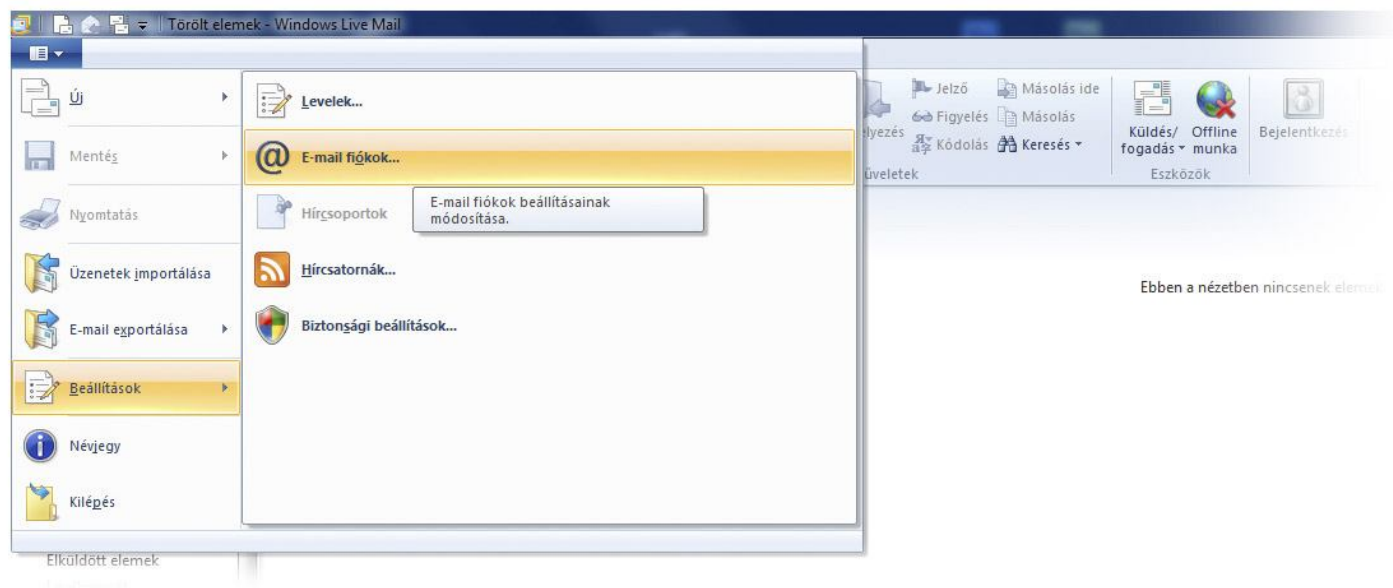 Törölt elemek - Windows Live Mail
Új
Mentés
Nyomtatás
Üzenetek importálása
E-mail exportálása
Beállítások
Névjegy
Kilépés
Levelek...
E-mail fiókok...
Hírcsoportok
E-mail fiókok beállításainak
módosítása.
Hírcsatornák...
Biztonsági beállítások...
Jelző
Figyelés
Kódolás
Másolás ide
Másolás
Keresés
Küldés/
fogadás
Offline
munka
Bejelentkezés
Eszközök
Ebben a nézetben nincsenek elemek
Elküldött elemek